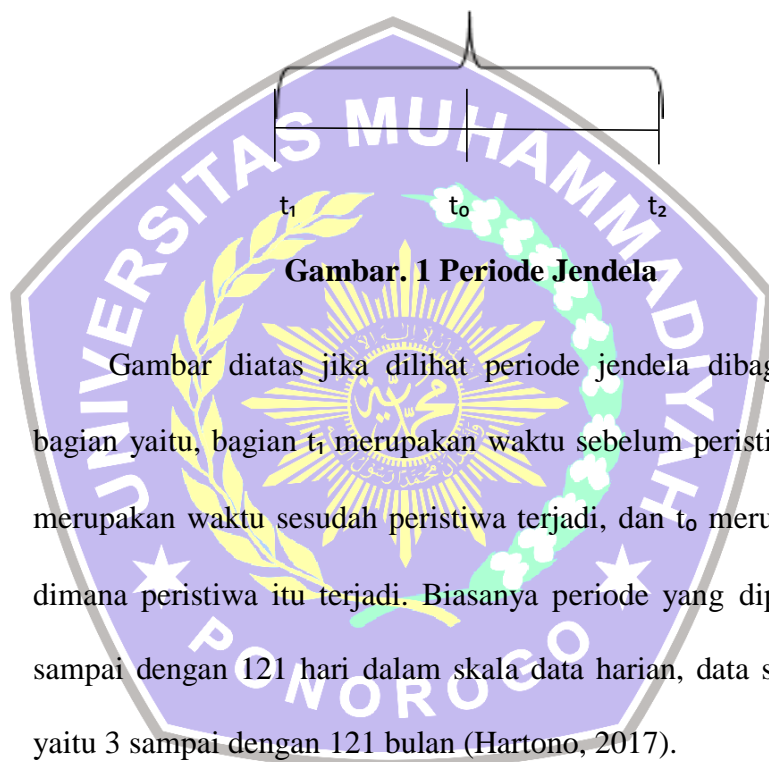 t₁ t₀ t₂
Gambar. 1 Periode Jendela
Gambar diatas jika dilihat periode jendela dibag
bagian yaitu, bagian t₁ merupakan waktu sebelum peristi
merupakan waktu sesudah peristiwa terjadi, dan t₀ meru
dimana peristiwa itu terjadi. Biasanya periode yang dip
sampai dengan 121 hari dalam skala data harian, data s
yaitu 3 sampai dengan 121 bulan (Hartono, 2017).
UNIVERSITAS MUHAMMADIYAH
PONOROGO